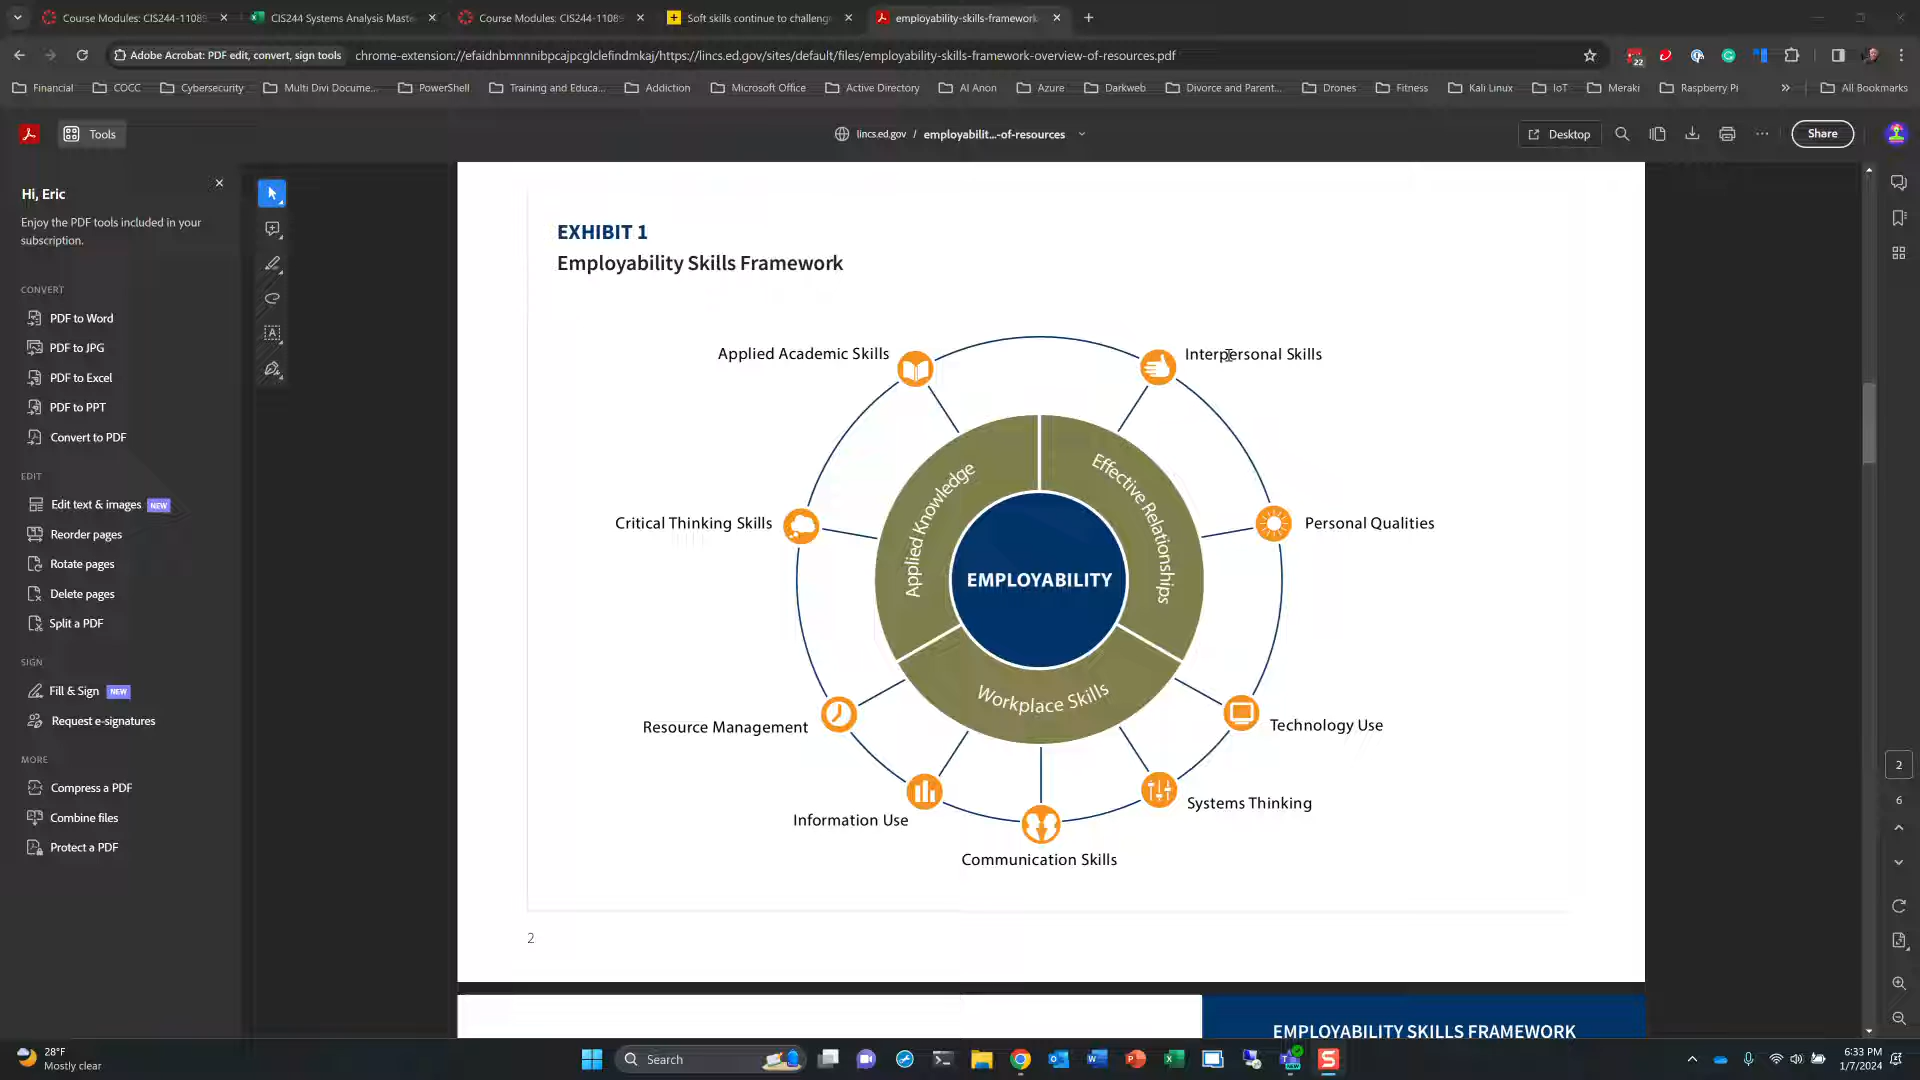 Course Modules: CIS244-11089
CIS244 Systems Analysis Maste
Course Modules: CIS244-11089
Soft skills continue to challeng
employability-skills-framework
Adobe Acrobat: PDF edit, convert, sign tools
chrome-extension://efaidnbmnnnibpcajpcglclefindmkaj/https://lincs.ed.gov/sites/default/files/employability-skills-framework-overview-of-resources.pdf
22
Financial
COCC
Cybersecurity
Multi Divi Docume...
PowerShell
Training and Educa...
Addiction
Microsoft Office
Active Directory
Al Anon
Azure
Darkweb
Divorce and Parent...
Drones
Fitness
Kali Linux
IoT
Meraki
Raspberry Pi
»
All Bookmarks
Tools
lincs.ed.gov / employabilit...-of-resources
Desktop
Share
Hi, Eric
Enjoy the PDF tools included in your
subscription.
CONVERT
PDF to Word
PDF to JPG
PDF to Excel
PDF to PPT
Convert to PDF
EDIT
Edit text & images NEW
Reorder pages
Rotate pages
Delete pages
Split a PDF
SIGN
Fill & Sign NEW
Request e-signatures
MORE
Compress a PDF
Combine files
Protect a PDF
EXHIBIT 1
Employability Skills Framework
Applied Academic Skills
Interpersonal Skills
Critical Thinking Skills
Personal Qualities
Applied Knowledge
Effective Relationships
EMPLOYABILITY
Workplace Skills
Resource Management
Technology Use
Information Use
Systems Thinking
Communication Skills
2
2
6
EMPLOYABILITY SKILLS FRAMEWORK
28°F
Mostly clear
Search
6:33 PM
1/7/2024